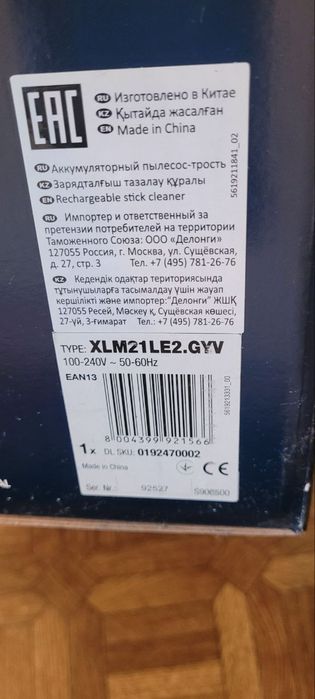 EAC
RU Изготовлено в Китае
KZ Қытайда жасалған
EN Made in China
RU Аккумуляторный пылесос-трость
KZ Зарядталғыш тазалау құралы
EN Rechargeable stick cleaner
RU Импортер и ответственный за
претензии потребителей на территории
Таможенного Союза: ООО «Делонги»
127055 Россия, г. Москва, ул. Сущёвская,
д. 27, стр. 3 Тел. +7 (495) 781-26-76
KZ Кедендік одақтар териториясында
тұтынушыларға тасымалдау үшін жауап
кершілікті және импортер:"Делонги" ЖШҚ
127055 Ресей, Мәскеу қ, Сущёвская көшесі,
27-үй, 3-ғимарат Тел.: +7 (495) 781-26-76
5619211841_02
TYPE: XLM21LE2.GYV
100-240V ~ 50-60Hz
EAN13
8 004399 921566
5619213331_00
1x DL SKU: 0192470002
Made in China
CE
Ser. Nr.: 92527 S906500